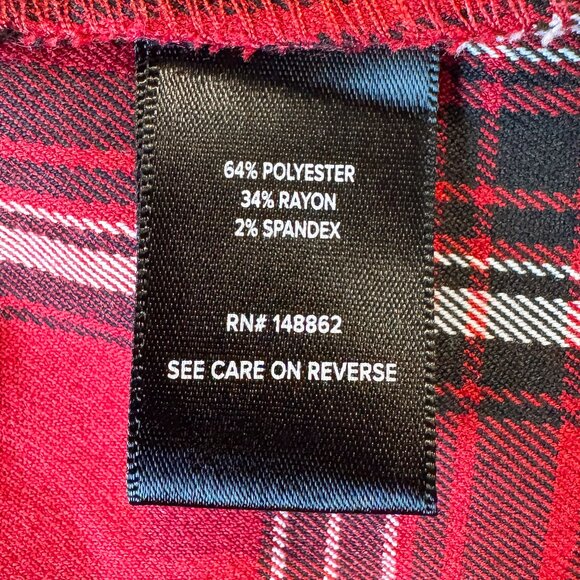 64% POLYESTER
34% RAYON
2% SPANDEX
RN# 148862
SEE CARE ON REVERSE